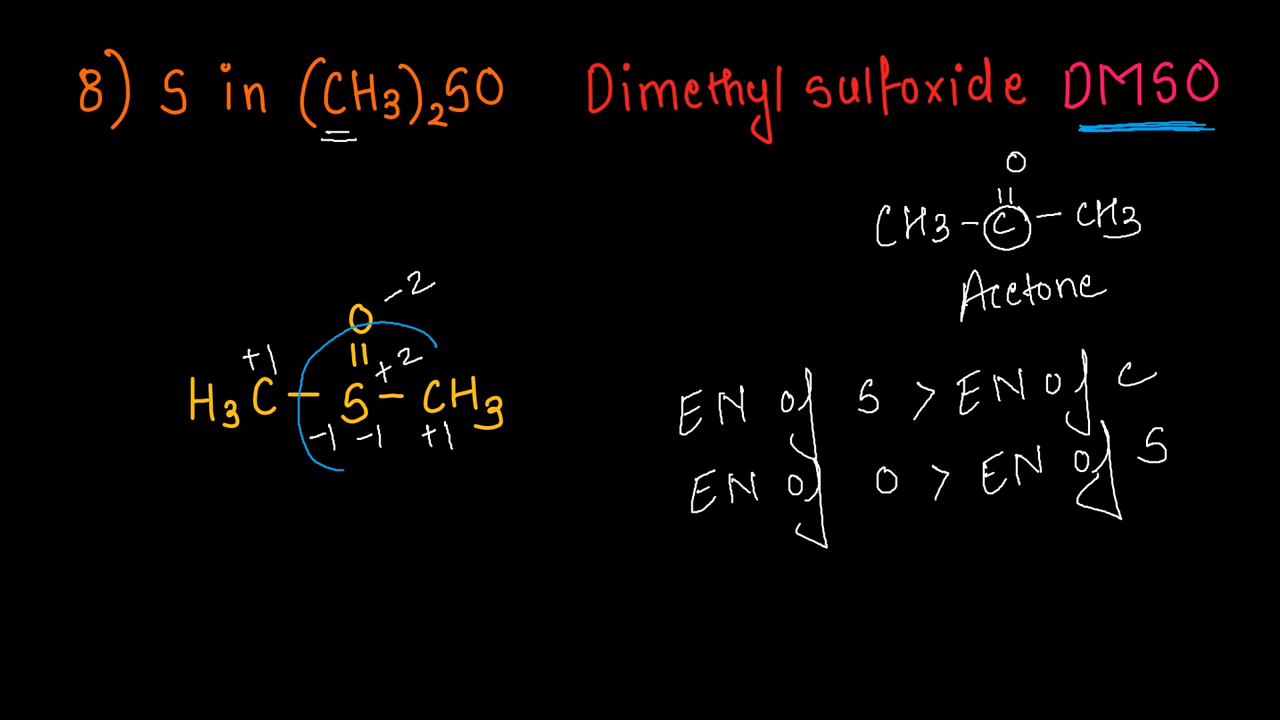 8) S in (CH3)2SO Dimethyl sulfoxide DMSO
O
||
CH3 - C - CH3
Acetone
-2
O
||
+1 +2
H3C - S - CH3
-1 -1 +1
EN of S > EN of C
EN of O > EN of S